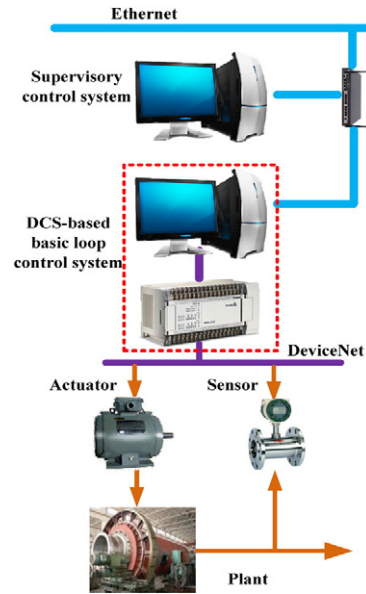 Ethernet
Supervisory
control system
DCS-based
basic loop
control system
DeviceNet
Actuator
Sensor
Plant